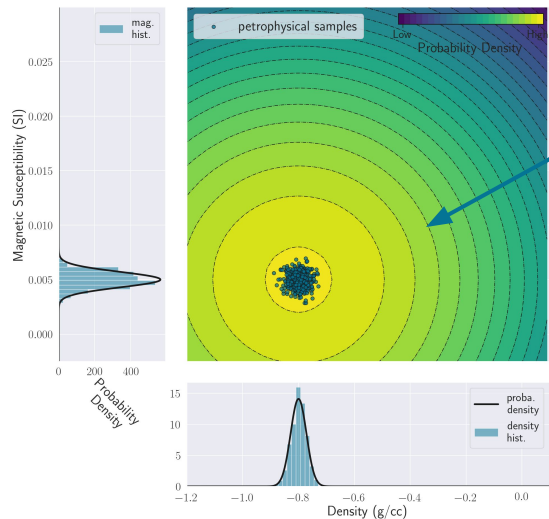 mag.
hist.
petrophysical samples
Low
High
Probability Density
0.030
0.025
0.020
0.015
0.010
0.005
0.000
Magnetic Susceptibility (SI)
0
200
400
Probability
Density
15
10
5
0
proba.
density
density
hist.
−1.2
−1.0
−0.8
−0.6
−0.4
−0.2
0.0
Density (g/cc)